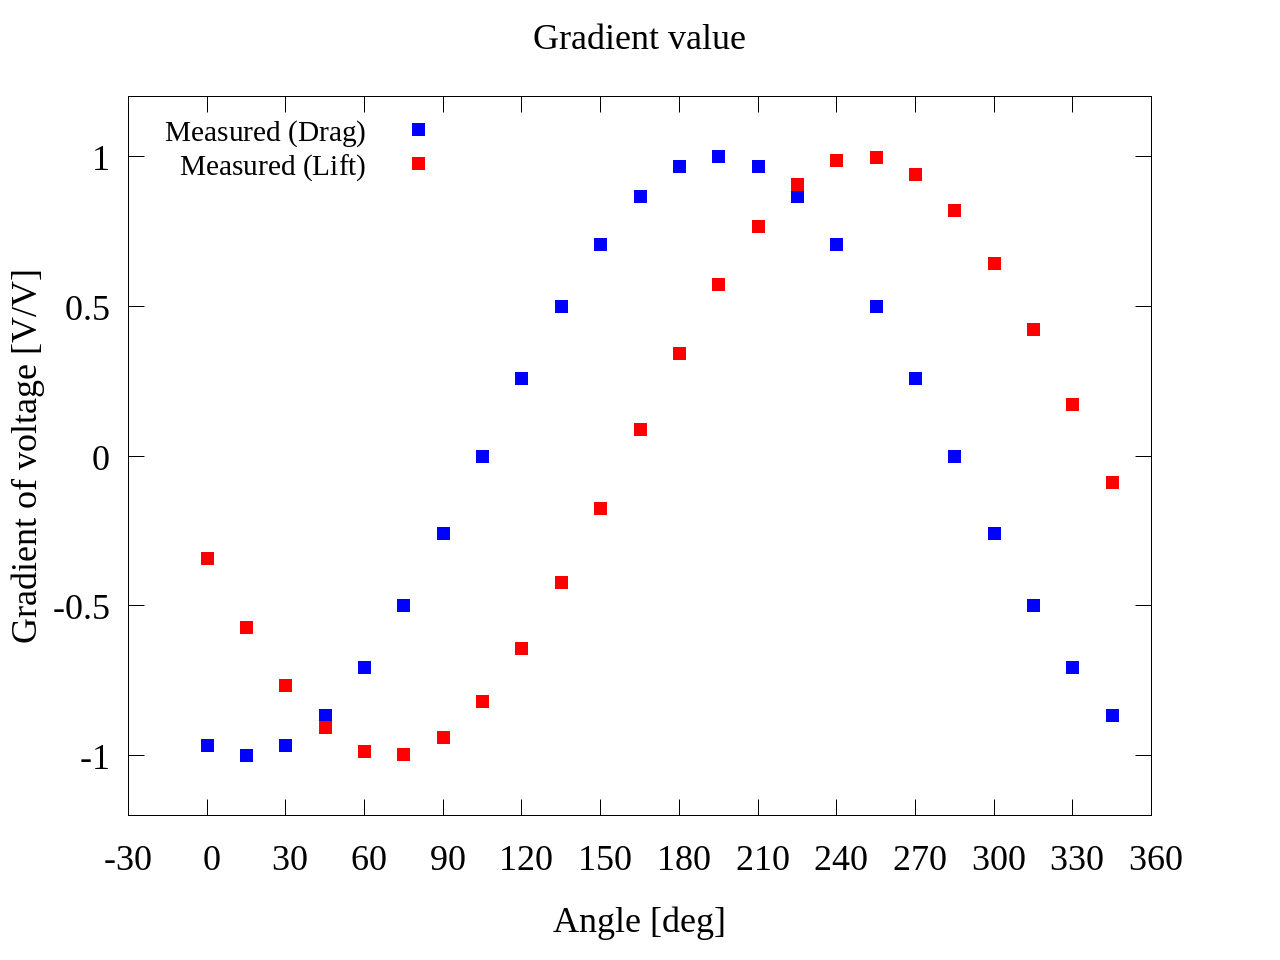 Gradient value
Measured (Drag)
Measured (Lift)
1
0.5
0
-0.5
-1
Gradient of voltage [V/V]
-30 0 30 60 90 120 150 180 210 240 270 300 330 360
Angle [deg]